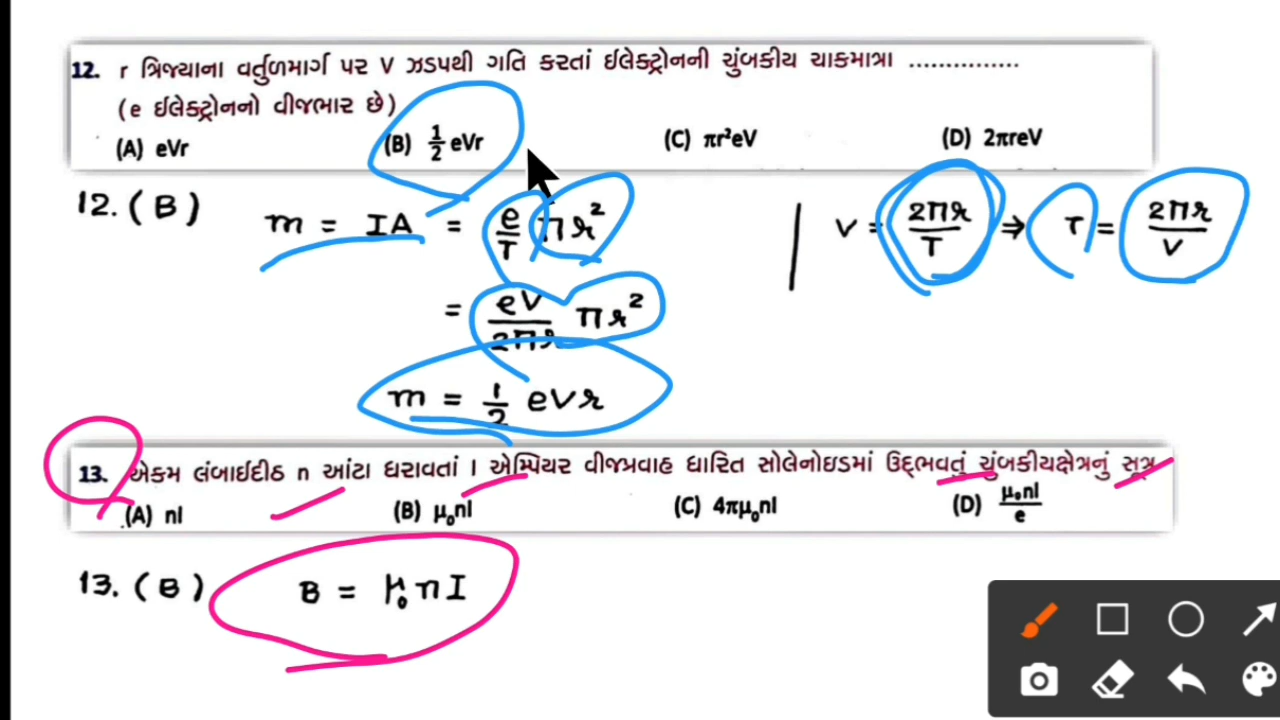 12. r ત્રિજ્યાના વર્તુળમાર્ગ પર V ઝડપથી ગતિ કરતાં ઈલેક્ટ્રોનની ચુંબકીય ચાકમાત્રા ...............
(e ઈલેક્ટ્રોનનો વીજભાર છે)
(A) eVr (B) 1/2 eVr (C) πr²eV (D) 2πreV
12. (B) m = IA = e/T πr² | V = 2πr/T ⇒ T = 2πr/V
= eV/2πr πr²
m = 1/2 eVr
13. એકમ લંબાઈદીઠ n આંટા ધરાવતાં I એમ્પિયર વીજપ્રવાહ ધારિત સોલેનોઇડમાં ઉદ્ભવતું ચુંબકીયક્ષેત્રનું સૂત્ર
(A) nI (B) μ₀nI (C) 4πμ₀nI (D) μ₀nI/e
13. (B) B = μ₀nI